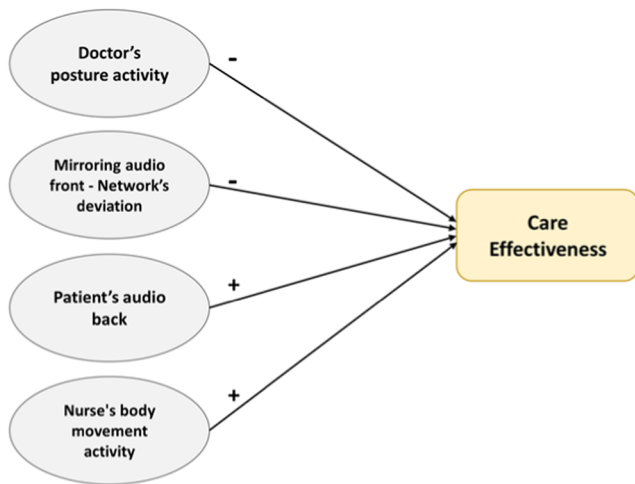 Doctor’s
posture activity
-
Mirroring audio
front - Network’s
deviation
-
Care
Effectiveness
Patient’s audio
back
+
Nurse's body
movement
activity
+